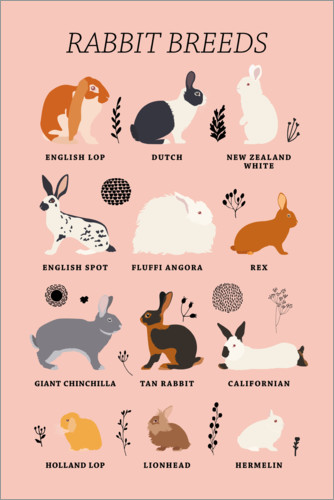 RABBIT BREEDS
ENGLISH LOP
DUTCH
NEW ZEALAND
WHITE
ENGLISH SPOT
FLUFFI ANGORA
REX
GIANT CHINCHILLA
TAN RABBIT
CALIFORNIAN
HOLLAND LOP
LIONHEAD
HERMELIN